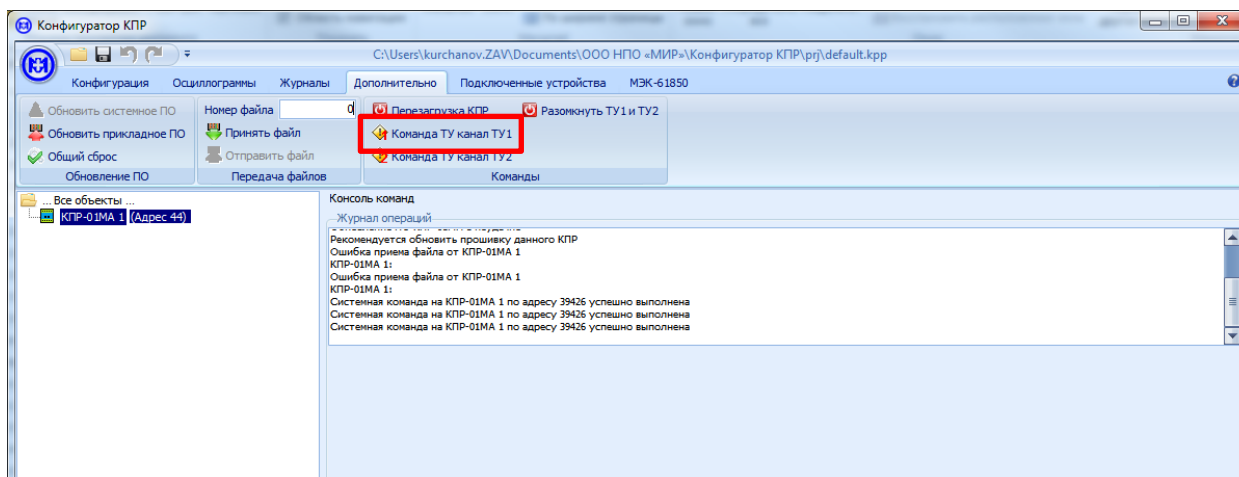 Конфигуратор КПР
C:\Users\kurchanov.ZAV\Documents\ООО НПО «МИР»\Конфигуратор КПР\prj\default.kpp
Конфигурация Осциллограммы Журналы Дополнительно Подключенные устройства МЭК-61850
Обновить системное ПО Номер файла 0 Перезагрузка КПР Разомкнуть ТУ1 и ТУ2
Обновить прикладное ПО Принять файл Команда ТУ канал ТУ1
Общий сброс Отправить файл Команда ТУ канал ТУ2
Обновление ПО Передача файлов Команды
... Все объекты ...
КПР-01МА 1 (Адрес 44)
Консоль команд
Журнал операций
Рекомендуется обновить прошивку данного КПР
Ошибка приема файла от КПР-01МА 1
КПР-01МА 1:
Ошибка приема файла от КПР-01МА 1
КПР-01МА 1:
Системная команда на КПР-01МА 1 по адресу 39426 успешно выполнена
Системная команда на КПР-01МА 1 по адресу 39426 успешно выполнена
Системная команда на КПР-01МА 1 по адресу 39426 успешно выполнена